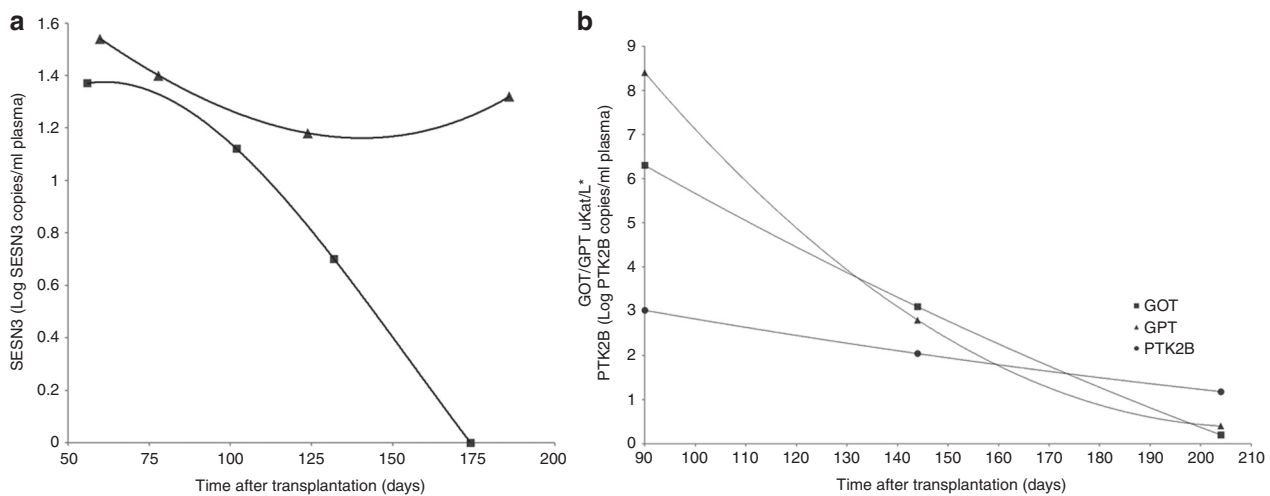 a
1.6
1.4
1.2
1
0.8
0.6
0.4
0.2
0
SESN3 (Log SESN3 copies/ml plasma)
50 75 100 125 150 175 200
Time after transplantation (days)
b
9
8
7
6
5
4
3
2
1
0
GOT/GPT uKat/L*
PTK2B (Log PTK2B copies/ml plasma)
GOT
GPT
PTK2B
90 100 110 120 130 140 150 160 170 180 190 200 210
Time after transplantation (days)